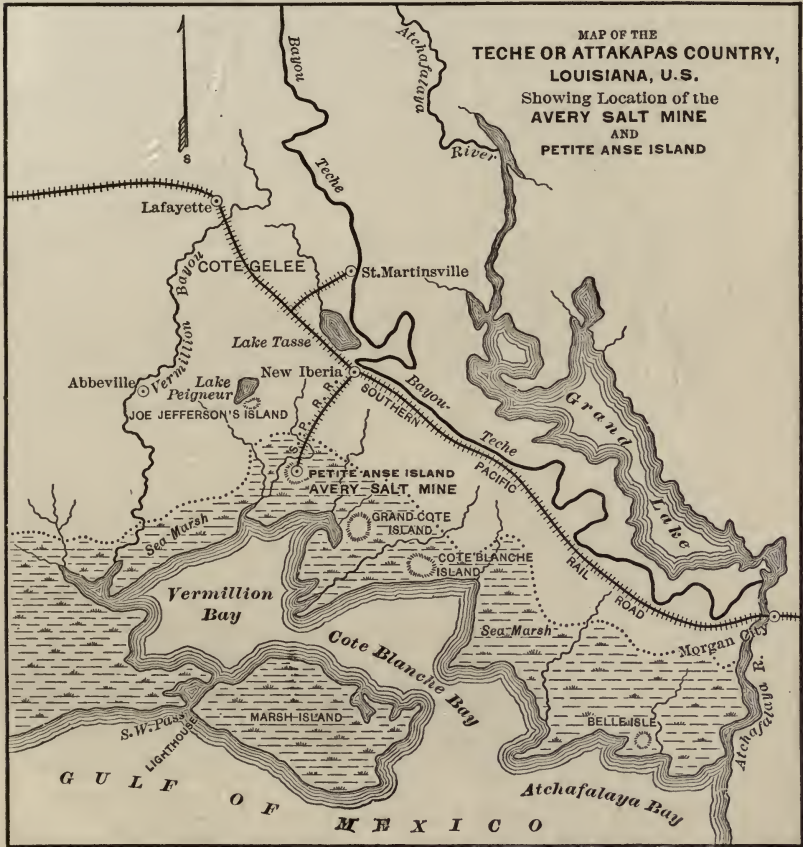 MAP OF THE
TECHE OR ATTAKAPAS COUNTRY,
LOUISIANA, U.S.
Showing Location of the
AVERY SALT MINE
AND
PETITE ANSE ISLAND
S
Bayou
Teche
Atchafalaya
River
Lafayette
COTE GELEE
St. Martinsville
Vermillion Bayou
Lake Tasse
Abbeville
Lake
Peigneur
JOE JEFFERSON'S ISLAND
New Iberia
S. P. R. R.
SOUTHERN
PACIFIC
RAIL
ROAD
Bayou-
Teche
Grand
Lake
PETITE ANSE ISLAND
AVERY SALT MINE
GRAND COTE
ISLAND
COTE BLANCHE
ISLAND
Sea Marsh
Vermillion
Bay
Cote Blanche
Bay
Sea Marsh
Morgan City
Atchafalaya R.
BELLE ISLE
MARSH ISLAND
S.W. Pass
LIGHTHOUSE
Atchafalaya Bay
GULF OF MEXICO